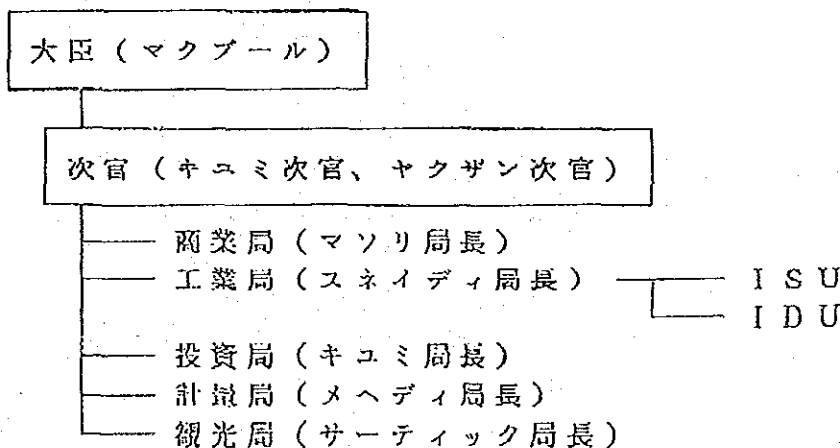 大臣（マクブール）
次官（キユミ次官、ヤクザン次官）
商業局（マソリ局長）
工業局（スネイディ局長） ISU
IDU
投資局（キユミ局長）
計量局（メヘディ局長）
観光局（サーティック局長）